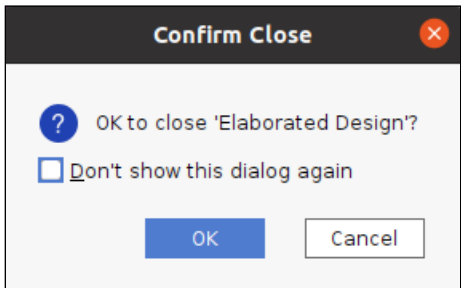 Confirm Close
OK to close 'Elaborated Design'?
Don't show this dialog again
OK
Cancel